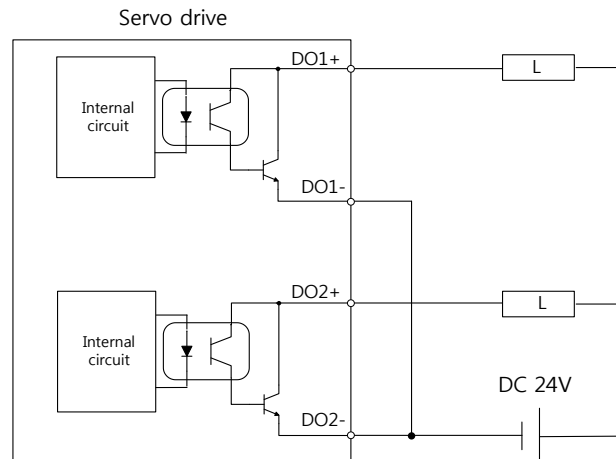 Servo drive
DO1+
L
Internal
circuit
DO1-
DO2+
L
Internal
circuit
DC 24V
DO2-